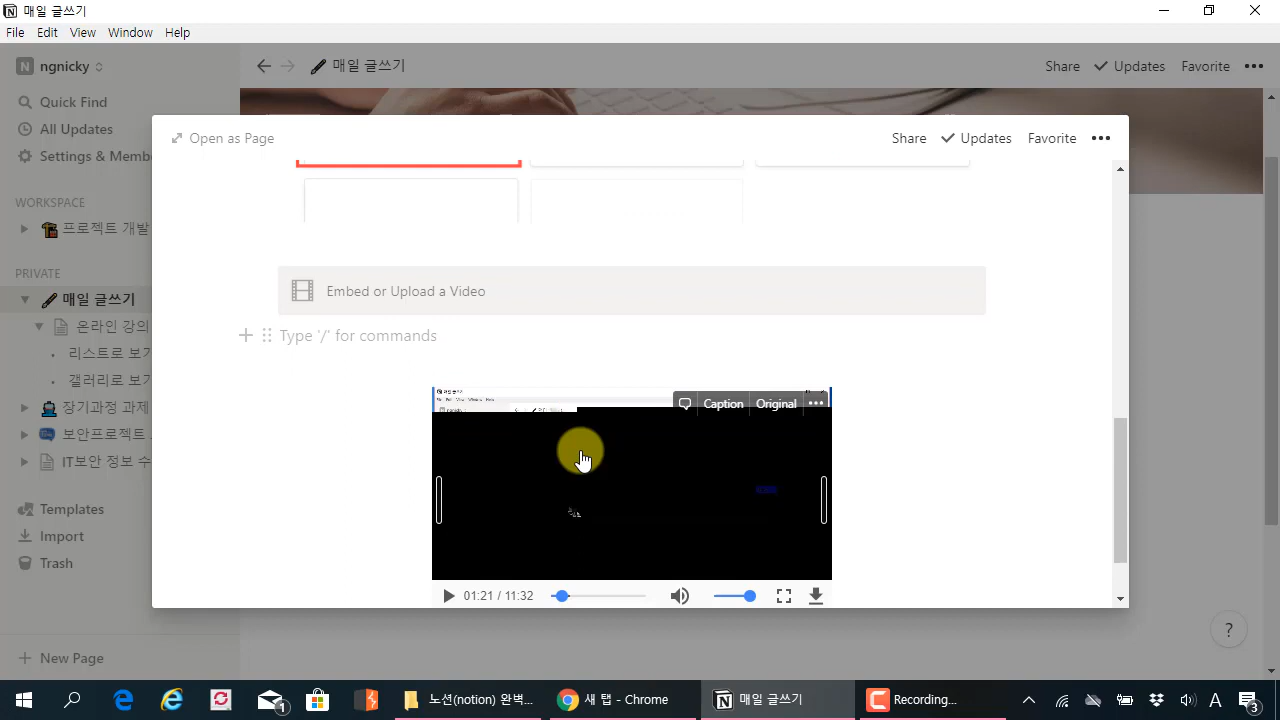 매일 글쓰기
File Edit View Window Help
N ngnicky
매일 글쓰기
Share Updates Favorite
Quick Find
All Updates
Settings & Membe
WORKSPACE
프로젝트 개발
PRIVATE
매일 글쓰기
온라인 강의
리스트로 보기
갤러리로 보기
장기과정 과제
보안프로젝트
IT보안 정보 수
Templates
Import
Trash
New Page
Open as Page
Share Updates Favorite
Embed or Upload a Video
Type '/' for commands
Caption Original
01:21 / 11:32
?
노션(notion) 완벽...
새 탭 - Chrome
매일 글쓰기
Recording...
A
1
3